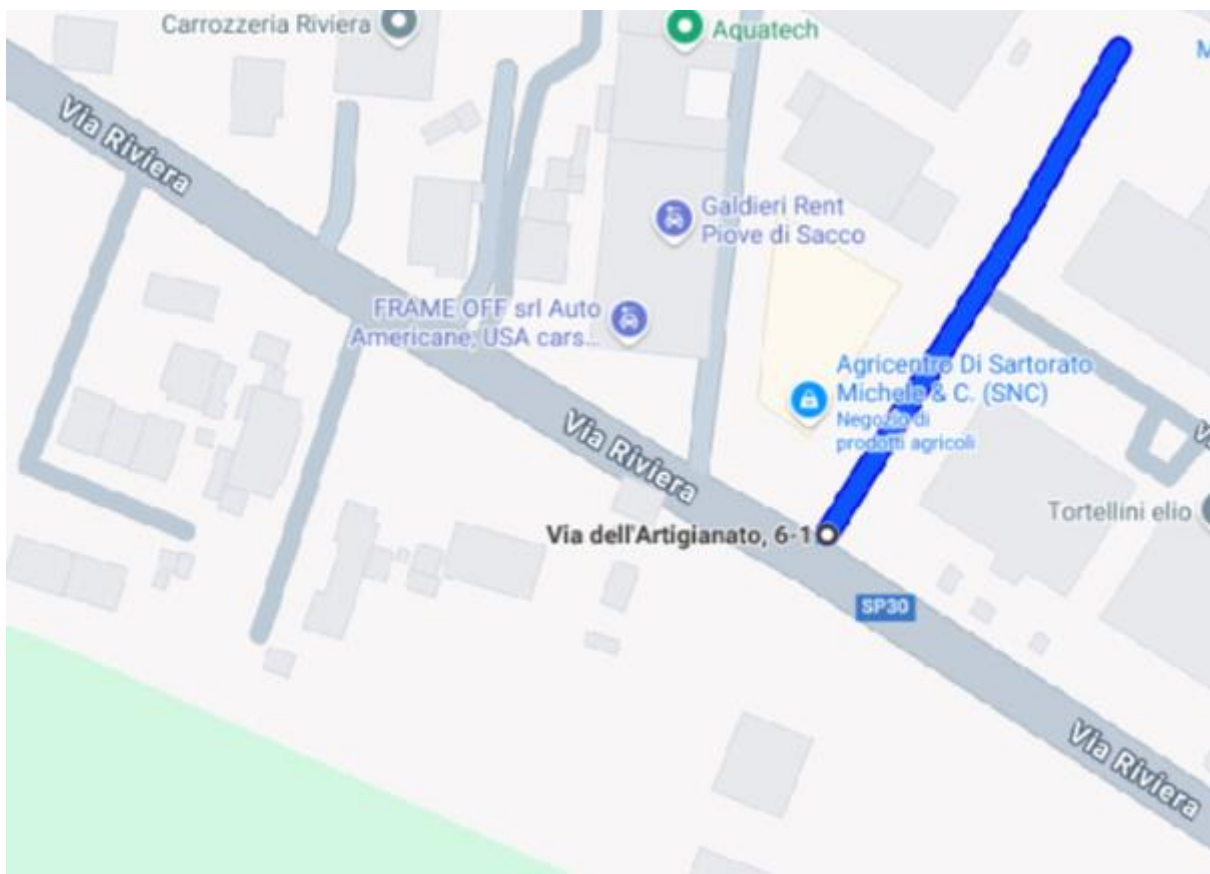 Carrozzeria Riviera
Aquatech
M
Via Riviera
Galdieri Rent
Piove di Sacco
FRAME OFF srl Auto
Americane, USA cars...
Agricentro Di Sartorato
Michele & C. (SNC)
Negozio di
prodotti agricoli
Via Riviera
Tortellini elio
Via dell'Artigianato, 6-1
SP30
Via Riviera